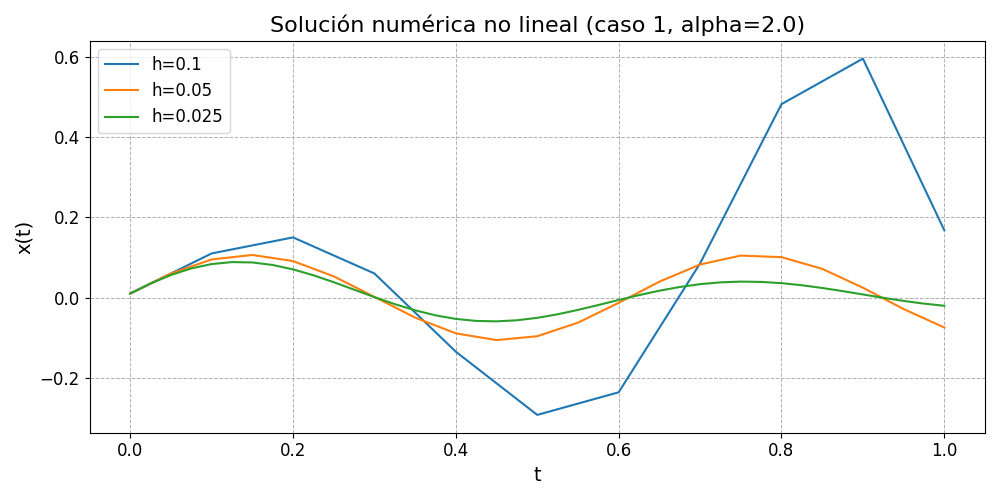 Solución numérica no lineal (caso 1, alpha=2.0)
h=0.1
h=0.05
h=0.025
x(t)
0.6
0.4
0.2
0.0
−0.2
0.0 0.2 0.4 0.6 0.8 1.0
t